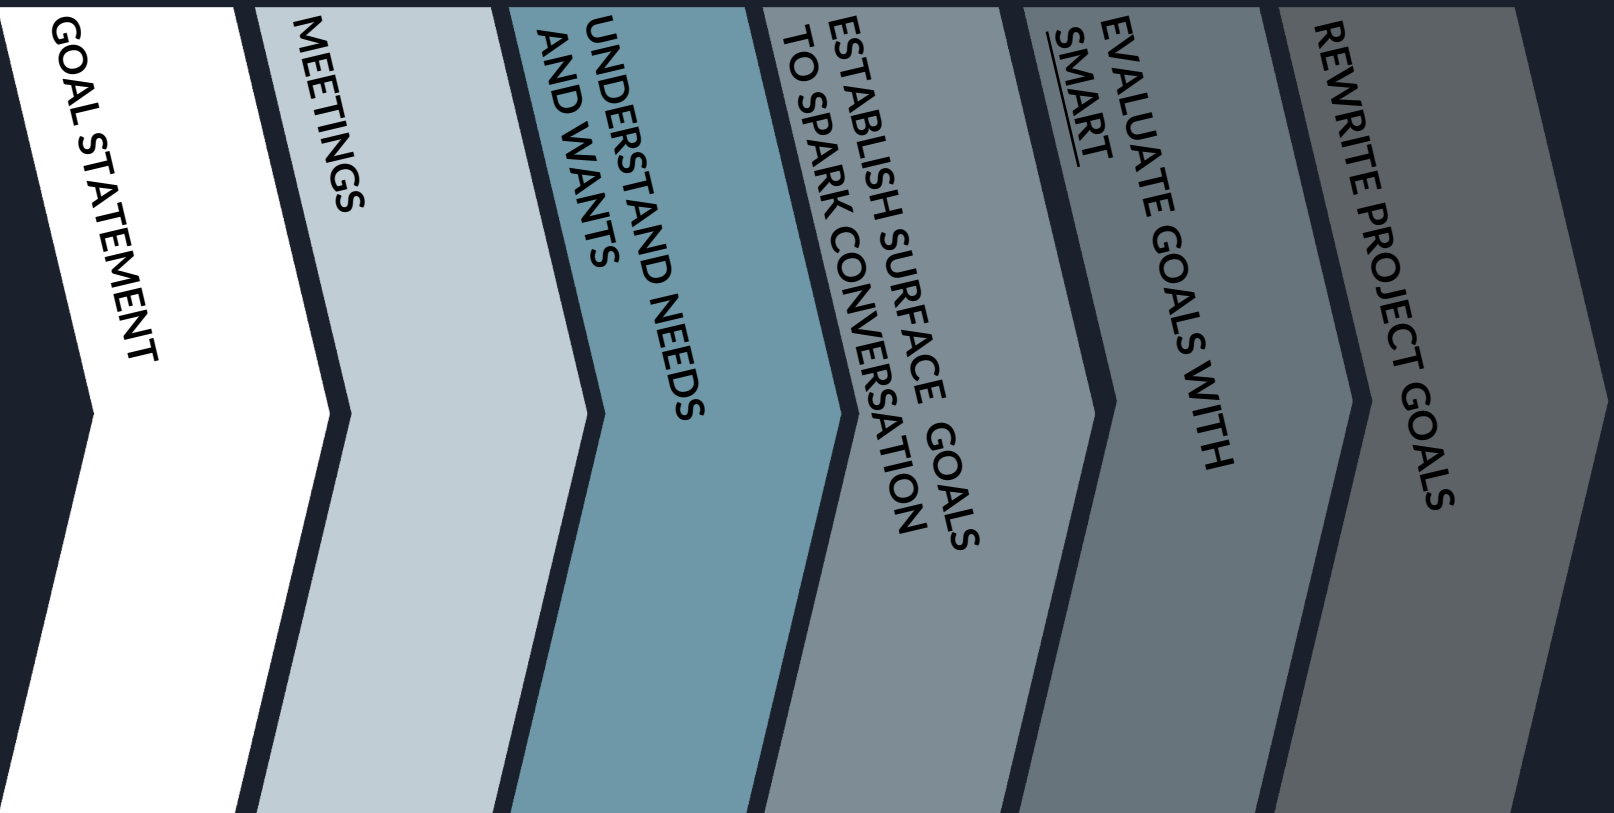 GOAL STATEMENT
MEETINGS
UNDERSTAND NEEDS
AND WANTS
ESTABLISH SURFACE GOALS
TO SPARK CONVERSATION
EVALUATE GOALS WITH
SMART
REWRITE PROJECT GOALS